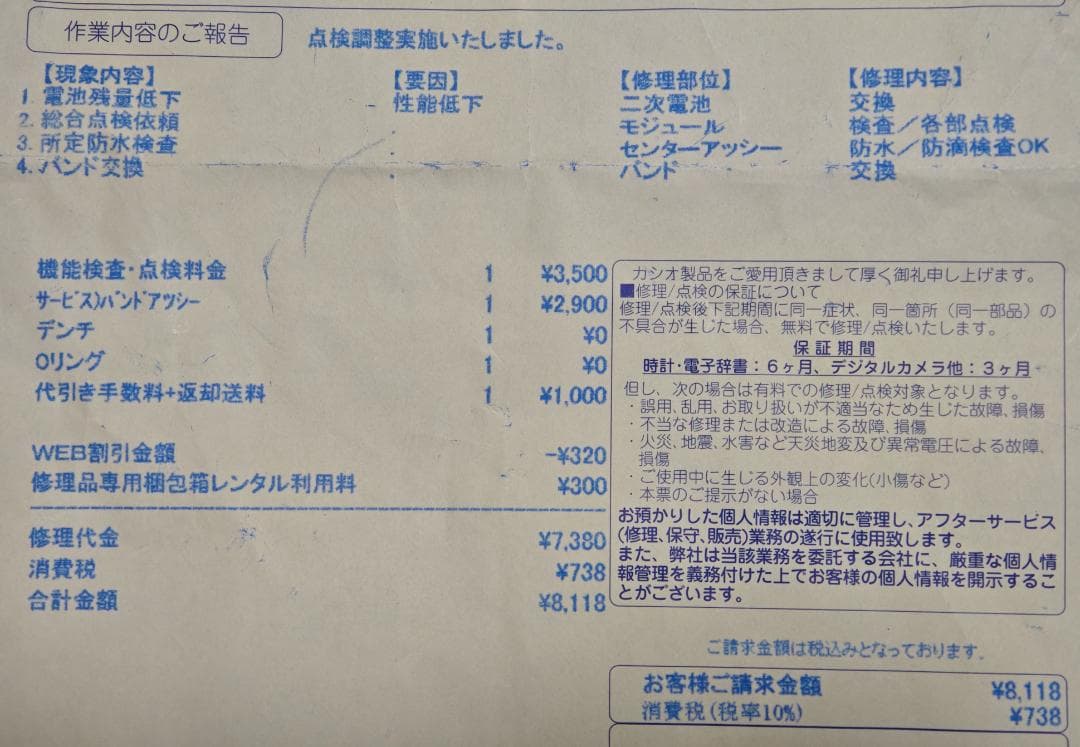 作業内容のご報告
点検調整実施いたしました。
【現象内容】 【要因】 【修理部位】 【修理内容】
1. 電池残量低下 性能低下 二次電池 交換
2. 総合点検依頼 モジュール 検査／各部点検
3. 所定防水検査 センターアッシー 防水／防滴検査OK
4. バンド交換 バンド 交換
機能検査・点検料金 1 ¥3,500
サービス)バンドアツシー 1 ¥2,900
デンチ 1 ¥0
Oリング 1 ¥0
代引き手数料+返却送料 1 ¥1,000
WEB割引金額 -¥320
修理品専用梱包箱レンタル利用料 ¥300
修理代金 ¥7,380
消費税 ¥738
合計金額 ¥8,118
カシオ製品をご愛用頂きまして厚く御礼申し上げます。
■修理/点検の保証について
修理/点検後下記期間に同一症状、同一箇所（同一部品）の
不具合が生じた場合、無料で修理/点検いたします。
保証期間
時計・電子辞書：６ヶ月、デジタルカメラ他：３ヶ月
但し、次の場合は有料での修理/点検対象となります。
・誤用、乱用、お取り扱いが不適当なため生じた故障、損傷
・不当な修理または改造による故障、損傷
・火災、地震、水害など天災地変及び異常電圧による故障、
損傷
・ご使用中に生じる外観上の変化(小傷など)
・本票のご提示がない場合
お預かりした個人情報は適切に管理し、アフターサービス
(修理、保守、販売)業務の遂行に使用致します。
また、弊社は当該業務を委託する会社に、厳重な個人情
報管理を義務付けた上でお客様の個人情報を開示するこ
とがございます。
ご請求金額は税込みとなっております。
お客様ご請求金額 ¥8,118
消費税(税率10%) ¥738